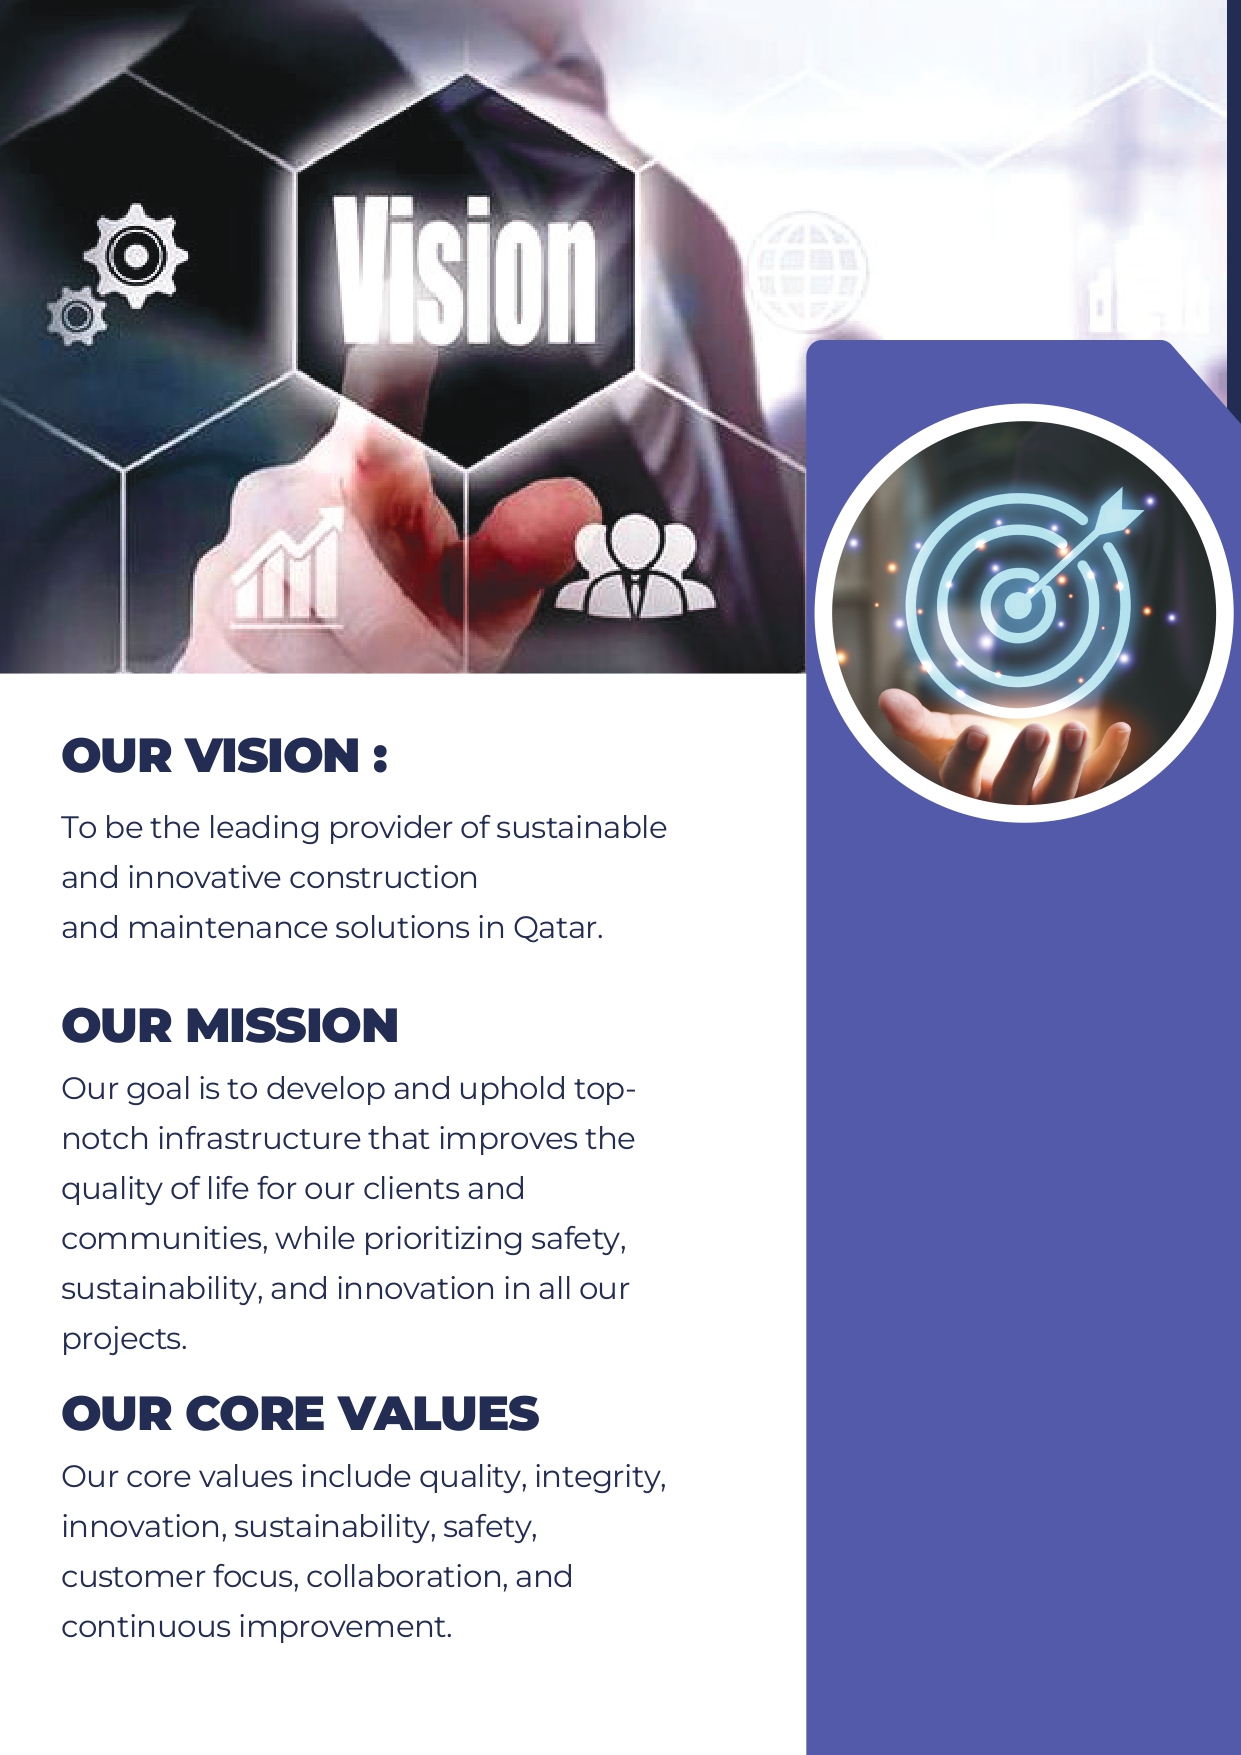 Vision
OUR VISION :
To be the leading provider of sustainable
and innovative construction
and maintenance solutions in Qatar.
OUR MISSION
Our goal is to develop and uphold top-
notch infrastructure that improves the
quality of life for our clients and
communities, while prioritizing safety,
sustainability, and innovation in all our
projects.
OUR CORE VALUES
Our core values include quality, integrity,
innovation, sustainability, safety,
customer focus, collaboration, and
continuous improvement.